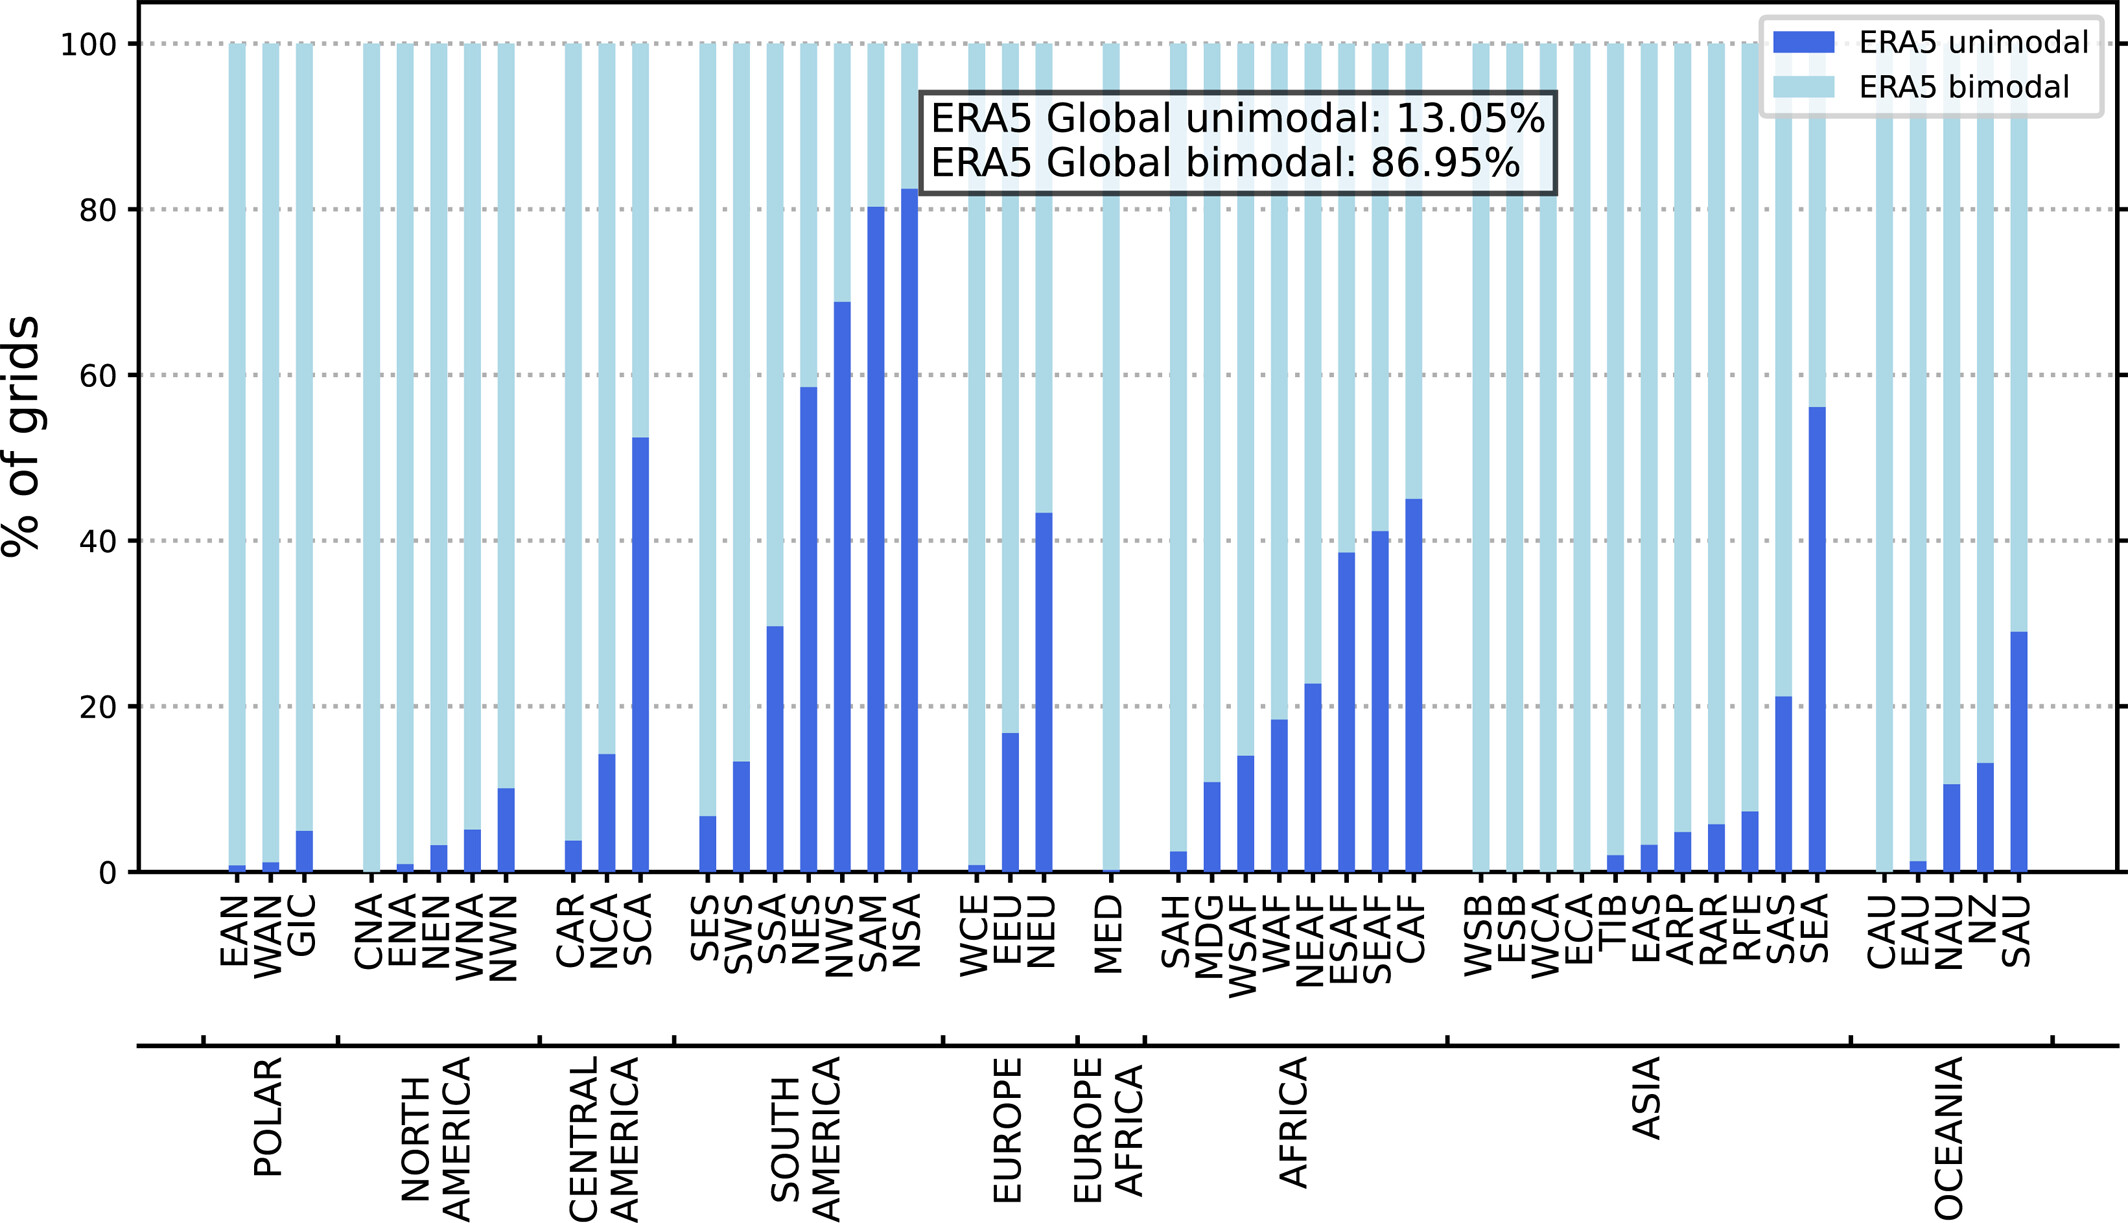 % of grids
100
80
60
40
20
0
ERA5 unimodal
ERA5 bimodal
ERA5 Global unimodal: 13.05%
ERA5 Global bimodal: 86.95%
EAN
WAN
GIC
CNA
ENA
NEN
WNA
NWN
CAR
NCA
SCA
SES
SWS
SSA
NES
NWS
SAM
NSA
WCE
EEU
NEU
MED
SAH
MDG
WSAF
WAF
NEAF
ESAF
SEAF
CAF
WSB
ESB
WCA
ECA
TIB
EAS
ARP
RAR
RFE
SAS
SEA
CAU
EAU
NAU
NZ
SAU
POLAR
NORTH
AMERICA
CENTRAL
AMERICA
SOUTH
AMERICA
EUROPE
EUROPE
AFRICA
AFRICA
ASIA
OCEANIA